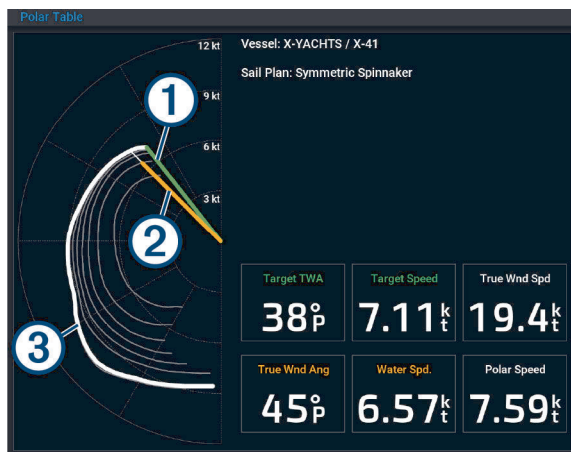 Polar Table
12 kt
9 kt
6 kt
3 kt
1
2
3
Vessel: X-YACHTS / X-41
Sail Plan: Symmetric Spinnaker
Target TWA
38°P
Target Speed
7.11kt
True Wnd Spd
19.4kt
True Wnd Ang
45°P
Water Spd.
6.57kt
Polar Speed
7.59kt